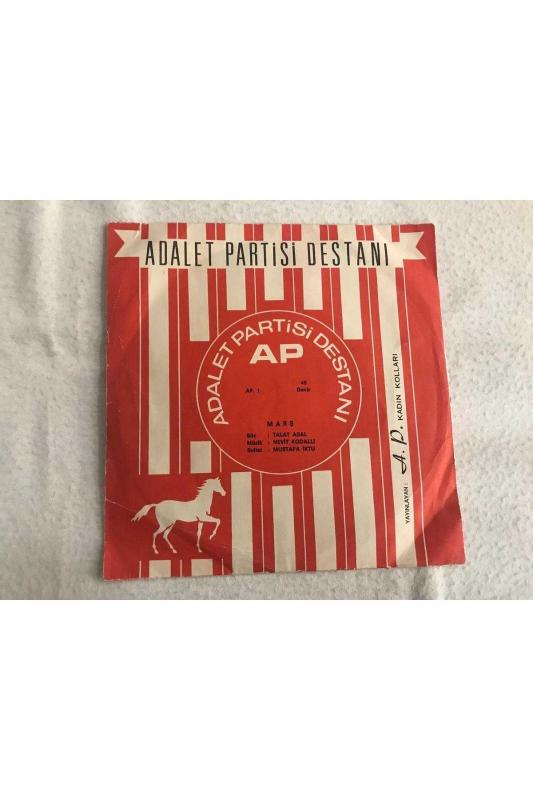 ADALET PARTiSi DESTANI
ADALET PARTiSi DESTANI
AP
AP. 1
45
Devir
MARŞ
Söz : TALAT ASAL
Müzik : NEVİT KODALLI
Solist : MUSTAFA İKTU
YAYINLAYAN : A.P. KADIN KOLLARI